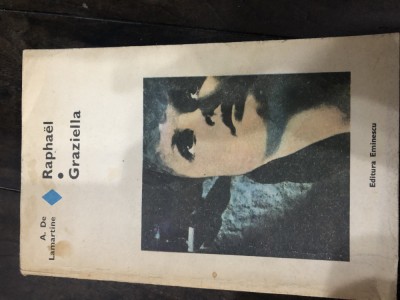 A. De
Lamartine
Raphaël
Graziella
Editura Eminescu